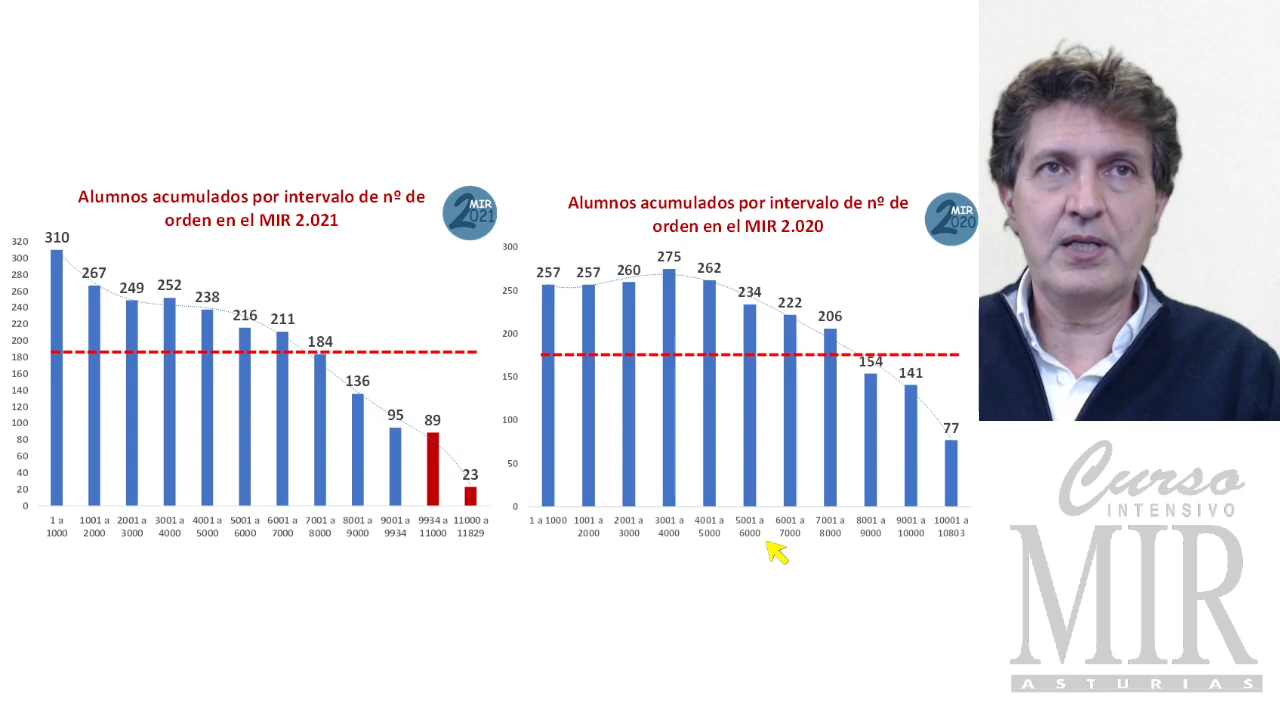 Alumnos acumulados por intervalo de nº de
orden en el MIR 2.021
2021
MIR
320
300
280
260
240
220
200
180
160
140
120
100
80
60
40
20
0
310
267
249
252
238
216
211
184
136
95
89
23
1 a 1000
1001 a 2000
2001 a 3000
3001 a 4000
4001 a 5000
5001 a 6000
6001 a 7000
7001 a 8000
8001 a 9000
9001 a 9934
9934 a 11000
11000 a 11829
Alumnos acumulados por intervalo de nº de
orden en el MIR 2.020
2020
MIR
300
250
200
150
100
50
0
257
257
260
275
262
234
222
206
154
141
77
1 a 1000
1001 a 2000
2001 a 3000
3001 a 4000
4001 a 5000
5001 a 6000
6001 a 7000
7001 a 8000
8001 a 9000
9001 a 10000
10001 a 10803
Curso
INTENSIVO
MIR
ASTURIAS